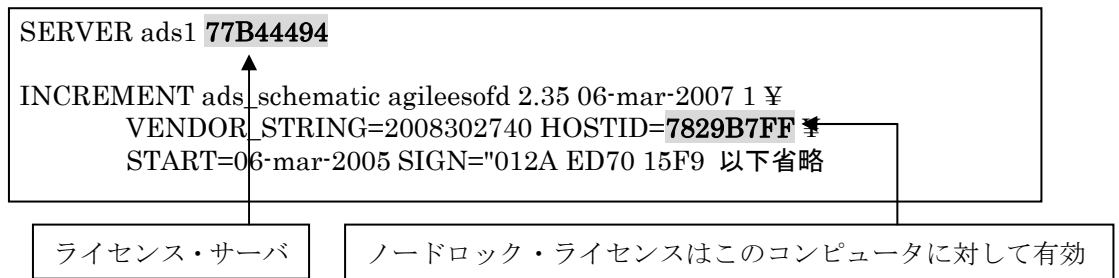 SERVER ads1 77B44494
INCREMENT ads_schematic agileesofd 2.35 06-mar-2007 1 ¥
VENDOR_STRING=2008302740 HOSTID=7829B7FF ¥
START=06-mar-2005 SIGN="012A ED70 15F9 以下省略
ライセンス・サーバ
ノードロック・ライセンスはこのコンピュータに対して有効